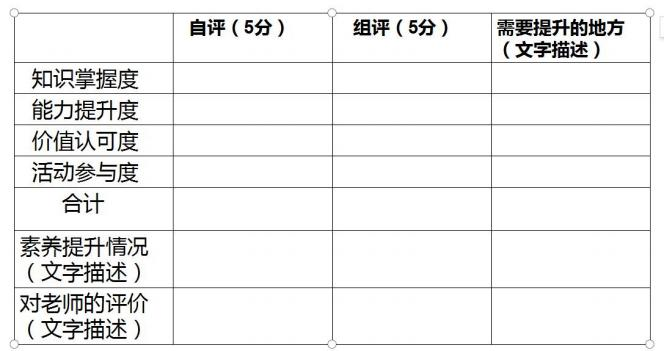 自评（5分） 组评（5分） 需要提升的地方
（文字描述）
知识掌握度
能力提升度
价值认可度
活动参与度
合计
素养提升情况
（文字描述）
对老师的评价
（文字描述）